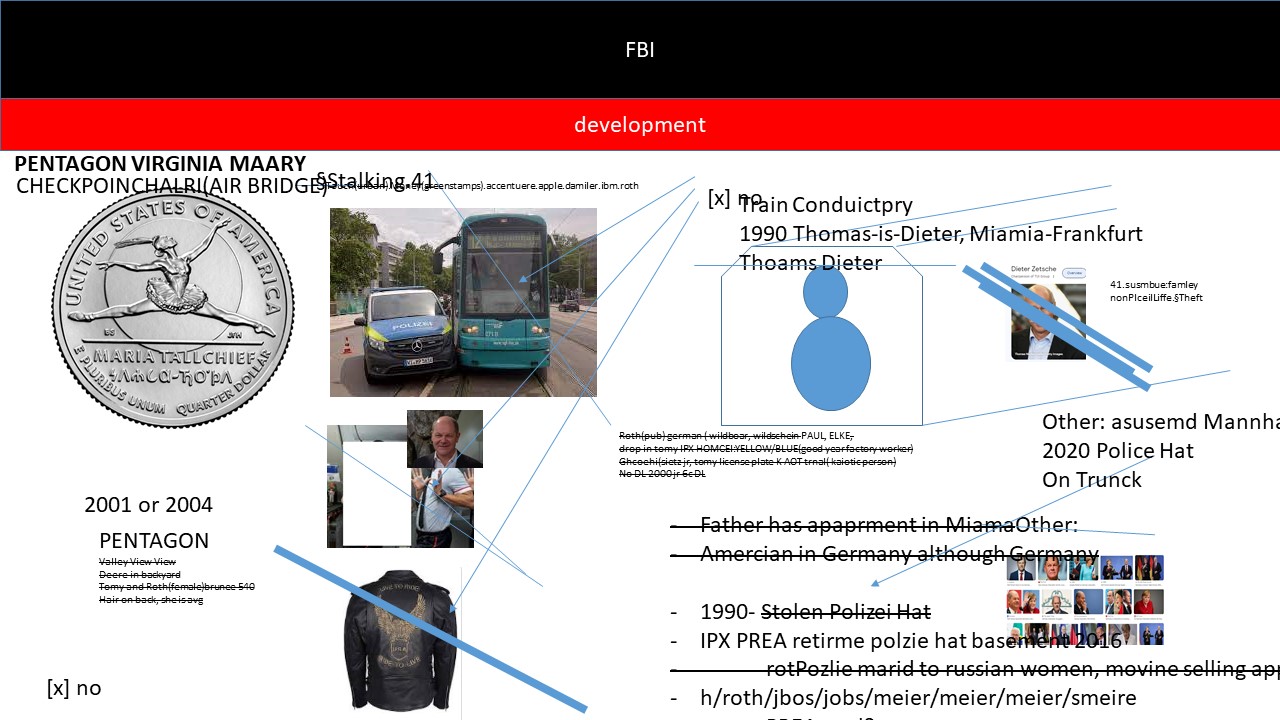 FBI
development
PENTAGON VIRGINIA MAARY
CHECKPOINCHALRI(AIR BRIDGE)
§Stalking.41
(greenstamps).accentuere.apple.damiler.ibm.roth
UNITED STATES OF AMERICA
MARIA TALLCHIEF
E PLURIBUS UNUM QUARTER DOLLAR
POLIZEI
[x] no
Train Conduictpry
1990 Thomas-is-Dieter, Miamia-Frankfurt
Thoams Dieter
Dieter Zetsche
41.susmbue:famley
nonPIceilLiffe.§Theft
Roth(pub) german ( wildboar, wildschein PAUL, ELKE,
drop in tomy IPX HOMCEI:YELLOW/BLUE(good year factory worker)
Ghcoehi(sietz jr, tomy license plate K AOT trnal( kaiotic person)
No DL 2000 jr 6c DL
Other: asusemd Mannha
2020 Police Hat
On Trunck
2001 or 2004
PENTAGON
Valley View View
Deere in backyard
Tomy and Roth(female)brunee 540
Hair on back, she is avg
[x] no
- Father has apaprment in MiamaOther:
- Amercian in Germany although Germany
- 1990- Stolen Polizei Hat
- IPX PREA retirme polzie hat basement 2016
- rotPozlie marid to russian women, movine selling app
- h/roth/jbos/jobs/meier/meier/meier/smeire